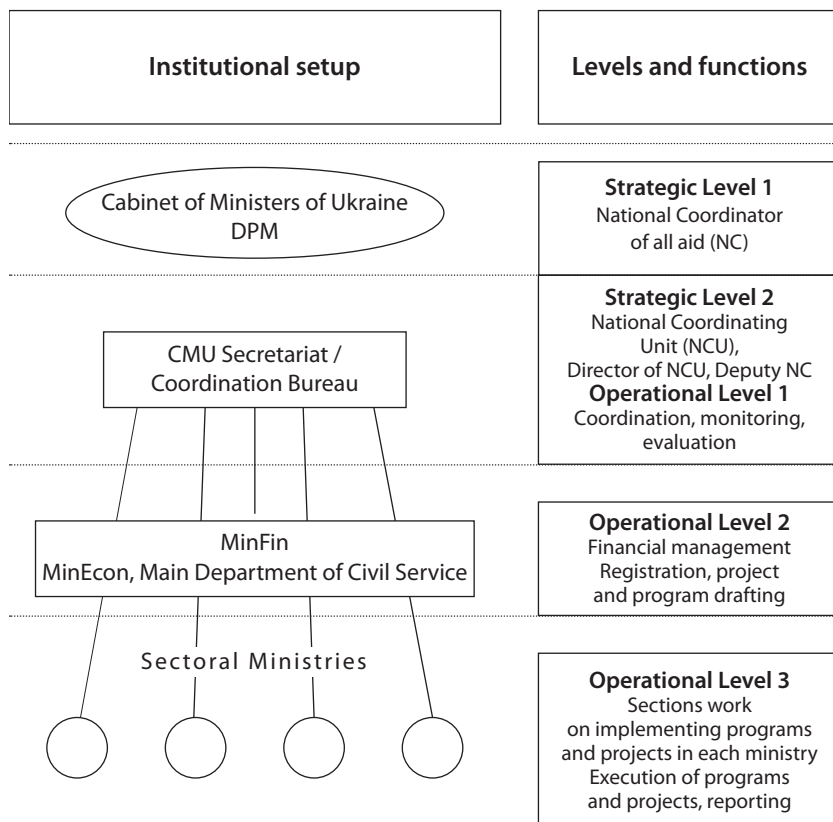 Institutional setup
Levels and functions
Cabinet of Ministers of Ukraine
DPM
Strategic Level 1
National Coordinator
of all aid (NC)
CMU Secretariat /
Coordination Bureau
Strategic Level 2
National Coordinating
Unit (NCU),
Director of NCU, Deputy NC
Operational Level 1
Coordination, monitoring,
evaluation
MinFin
MinEcon, Main Department of Civil Service
Operational Level 2
Financial management
Registration, project
and program drafting
Sectoral Ministries
Operational Level 3
Sections work
on implementing programs
and projects in each ministry
Execution of programs
and projects, reporting